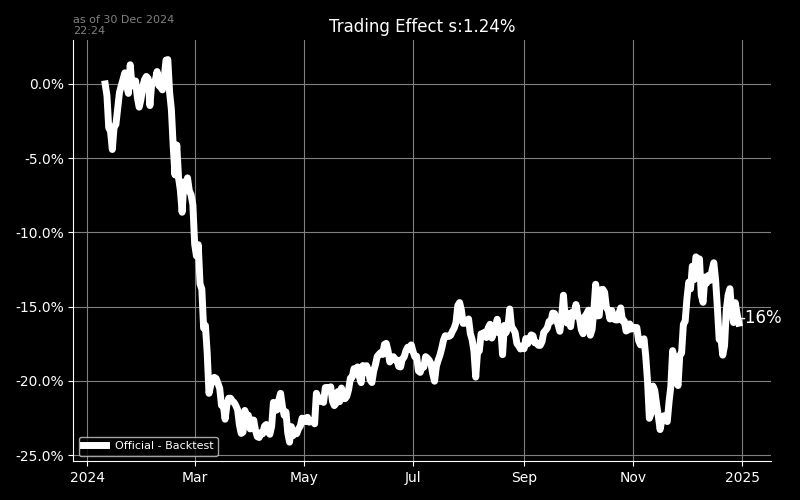 as of 30 Dec 2024
22:24
Trading Effect s:1.24%
0.0%
-5.0%
-10.0%
-15.0%
-20.0%
-25.0%
-16%
Official - Backtest
2024
Mar
May
Jul
Sep
Nov
2025